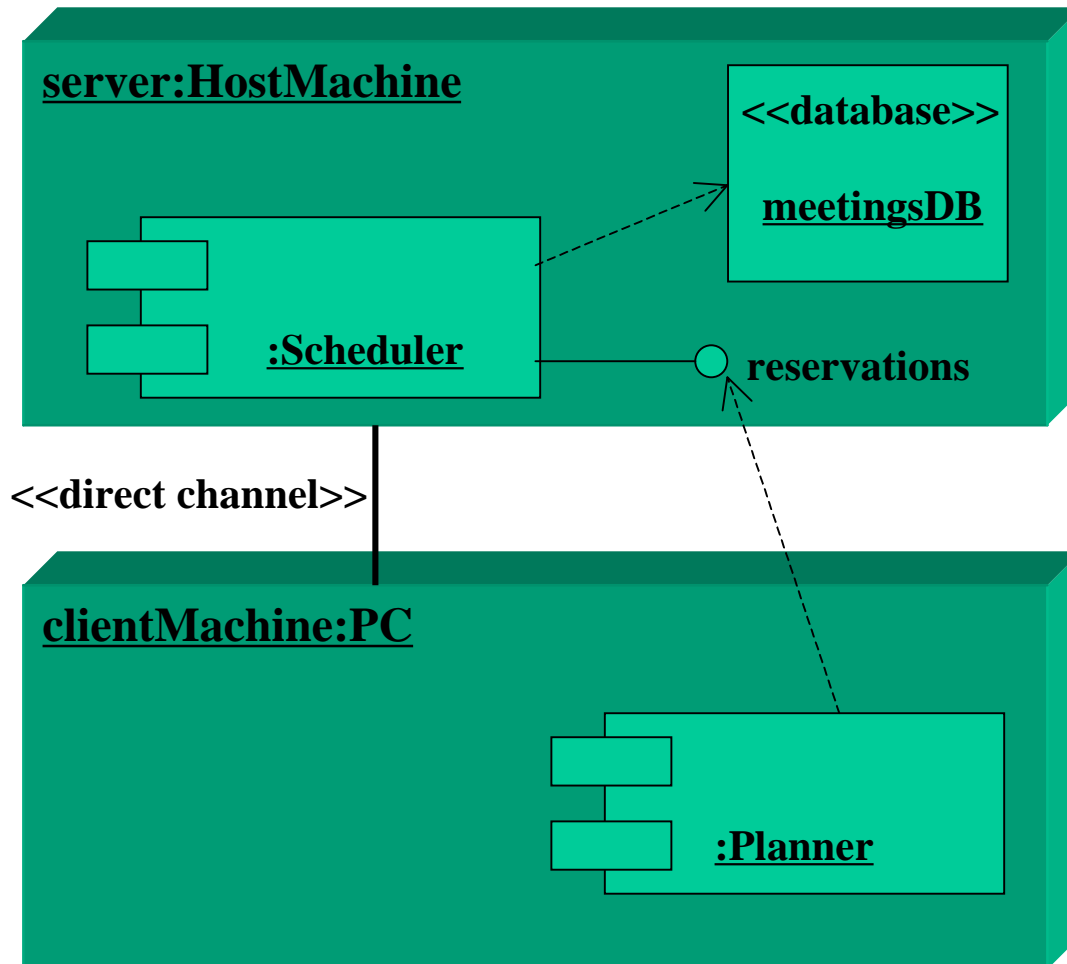 server:HostMachine
<<database>>
meetingsDB
:Scheduler
reservations
<<direct channel>>
clientMachine:PC
:Planner